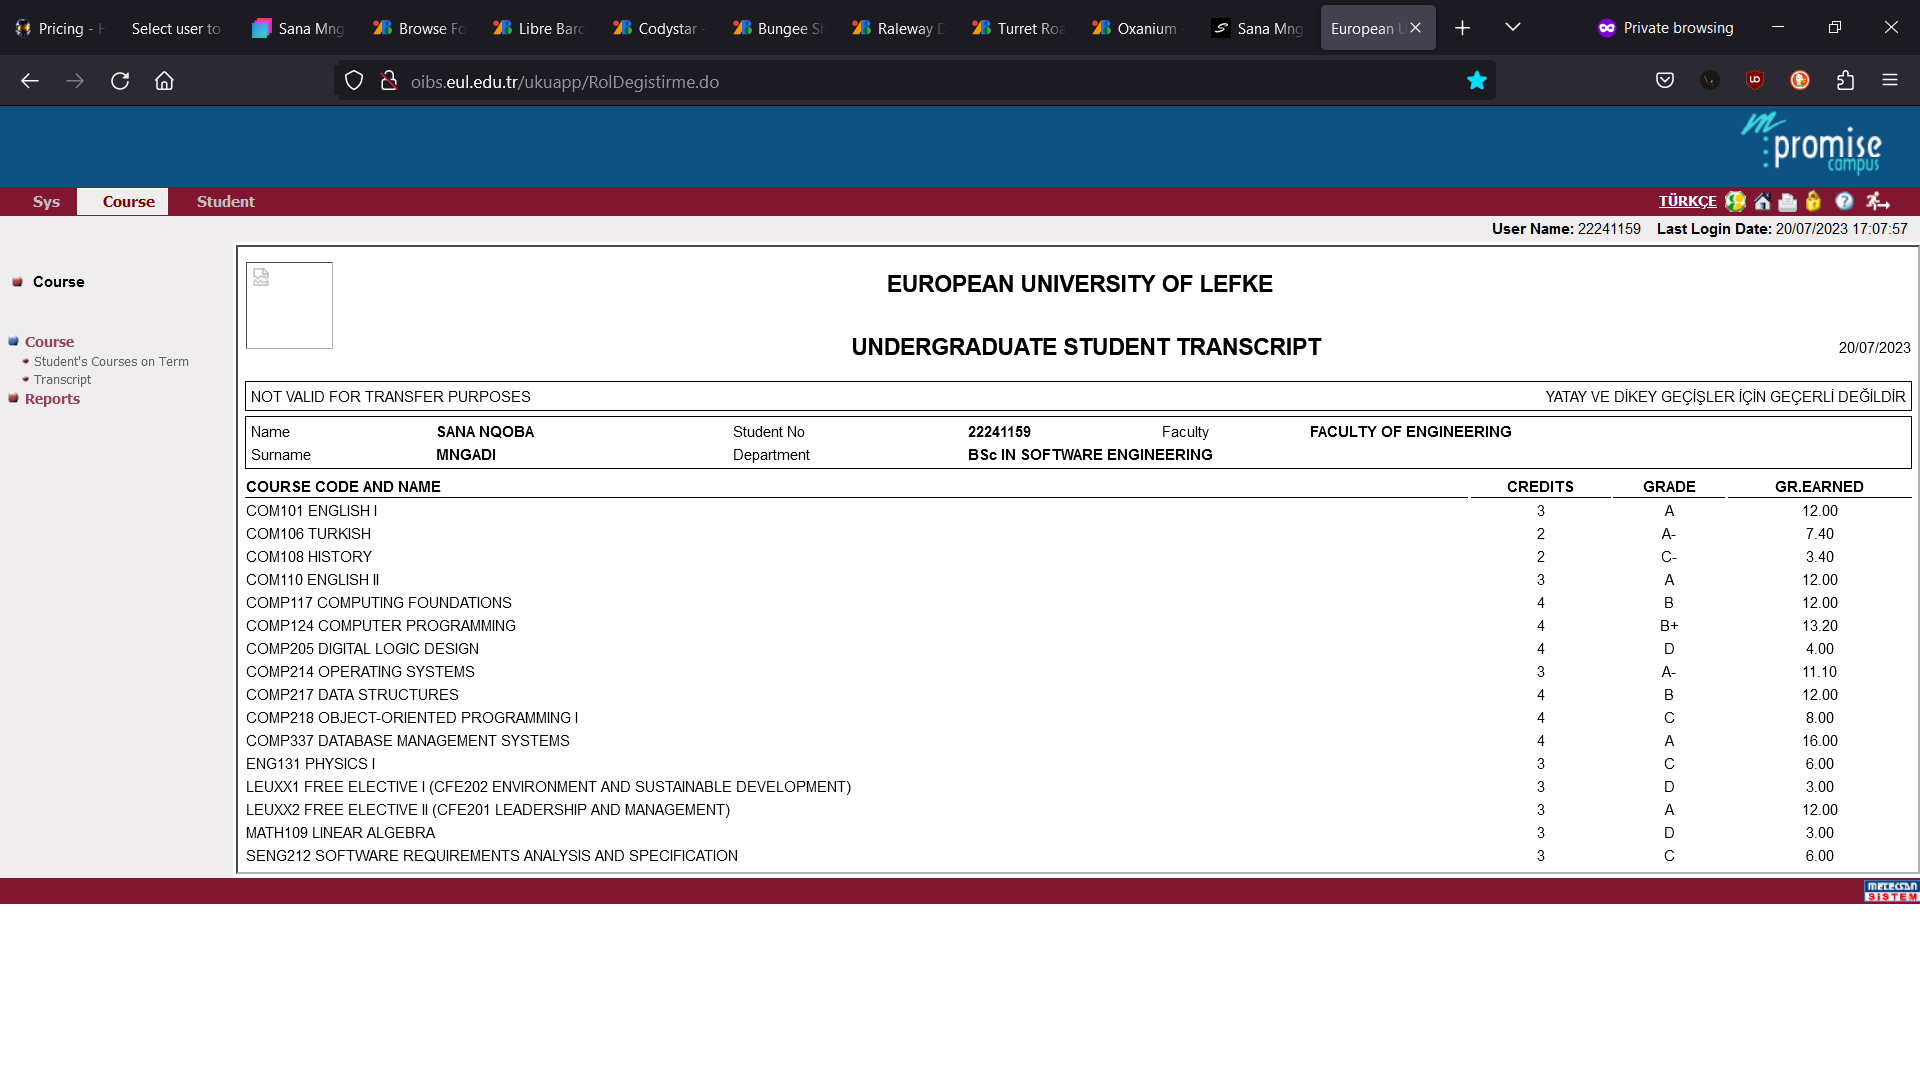 Pricing - H
Select user to
Sana Mng
Browse Fo
Libre Barc
Codystar -
Bungee Sh
Raleway D
Turret Roa
Oxanium -
Sana Mng
European U
Private browsing
oibs.eul.edu.tr/ukuapp/RolDegistirme.do
promise
campus
Sys Course Student TÜRKÇE
User Name: 22241159 Last Login Date: 20/07/2023 17:07:57
Course
Course
Student's Courses on Term
Transcript
Reports
EUROPEAN UNIVERSITY OF LEFKE
UNDERGRADUATE STUDENT TRANSCRIPT
20/07/2023
NOT VALID FOR TRANSFER PURPOSES YATAY VE DİKEY GEÇİŞLER İÇİN GEÇERLİ DEĞİLDİR
Name SANA NQOBA Student No 22241159 Faculty FACULTY OF ENGINEERING
Surname MNGADI Department BSc IN SOFTWARE ENGINEERING
COURSE CODE AND NAME CREDITS GRADE GR.EARNED
COM101 ENGLISH I 3 A 12.00
COM106 TURKISH 2 A- 7.40
COM108 HISTORY 2 C- 3.40
COM110 ENGLISH II 3 A 12.00
COMP117 COMPUTING FOUNDATIONS 4 B 12.00
COMP124 COMPUTER PROGRAMMING 4 B+ 13.20
COMP205 DIGITAL LOGIC DESIGN 4 D 4.00
COMP214 OPERATING SYSTEMS 3 A- 11.10
COMP217 DATA STRUCTURES 4 B 12.00
COMP218 OBJECT-ORIENTED PROGRAMMING I 4 C 8.00
COMP337 DATABASE MANAGEMENT SYSTEMS 4 A 16.00
ENG131 PHYSICS I 3 C 6.00
LEUXX1 FREE ELECTIVE I (CFE202 ENVIRONMENT AND SUSTAINABLE DEVELOPMENT) 3 D 3.00
LEUXX2 FREE ELECTIVE II (CFE201 LEADERSHIP AND MANAGEMENT) 3 A 12.00
MATH109 LINEAR ALGEBRA 3 D 3.00
SENG212 SOFTWARE REQUIREMENTS ANALYSIS AND SPECIFICATION 3 C 6.00
meteksan
SİSTEM